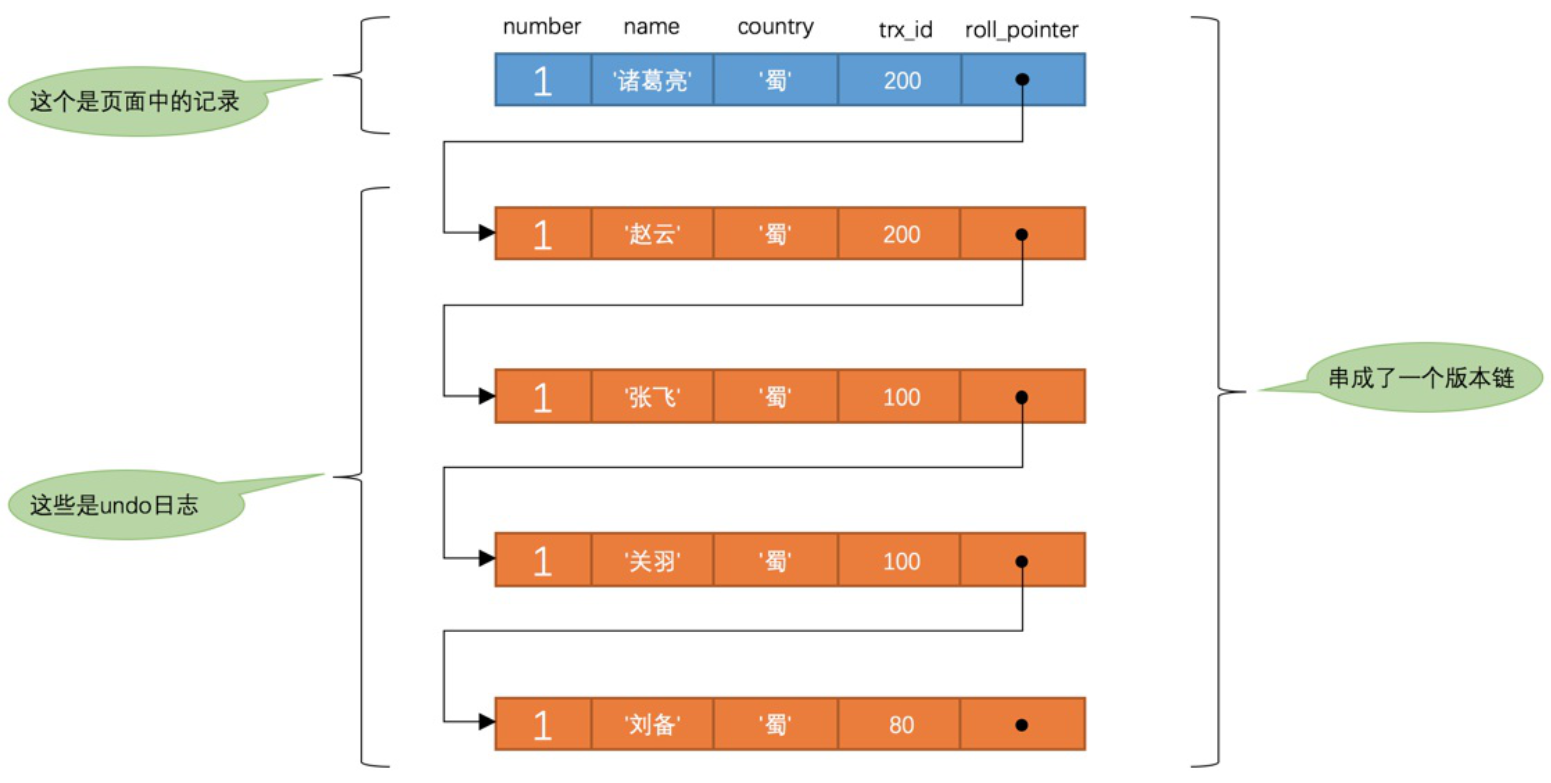 number name country trx_id roll_pointer
1 '诸葛亮' '蜀' 200
这个是页面中的记录
1 '赵云' '蜀' 200
1 '张飞' '蜀' 100
串成了一个版本链
这些是undo日志
1 '关羽' '蜀' 100
1 '刘备' '蜀' 80